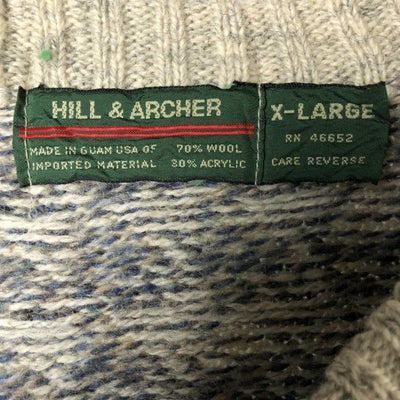 HILL & ARCHER
MADE IN GUAM USA OF 70% WOOL
IMPORTED MATERIAL 30% ACRYLIC
X-LARGE
RN 46652
CARE REVERSE